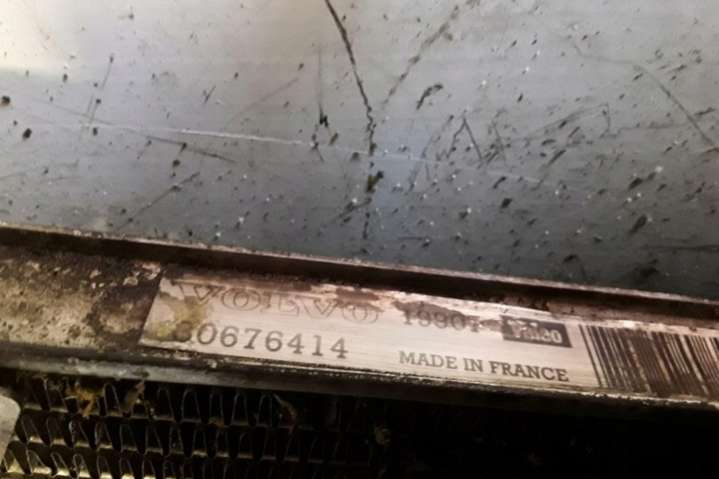 VOLVO Valeo
30676414 MADE IN FRANCE